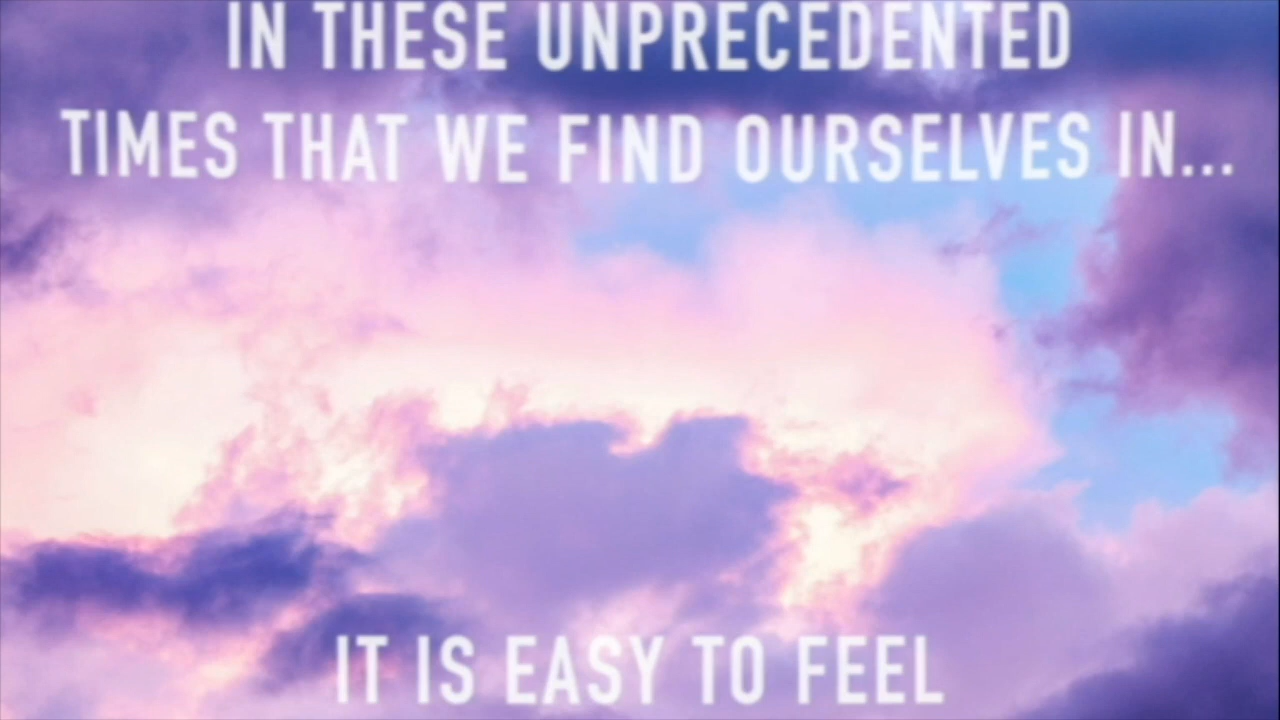 IN THESE UNPRECEDENTED
TIMES THAT WE FIND OURSELVES IN...
IT IS EASY TO FEEL